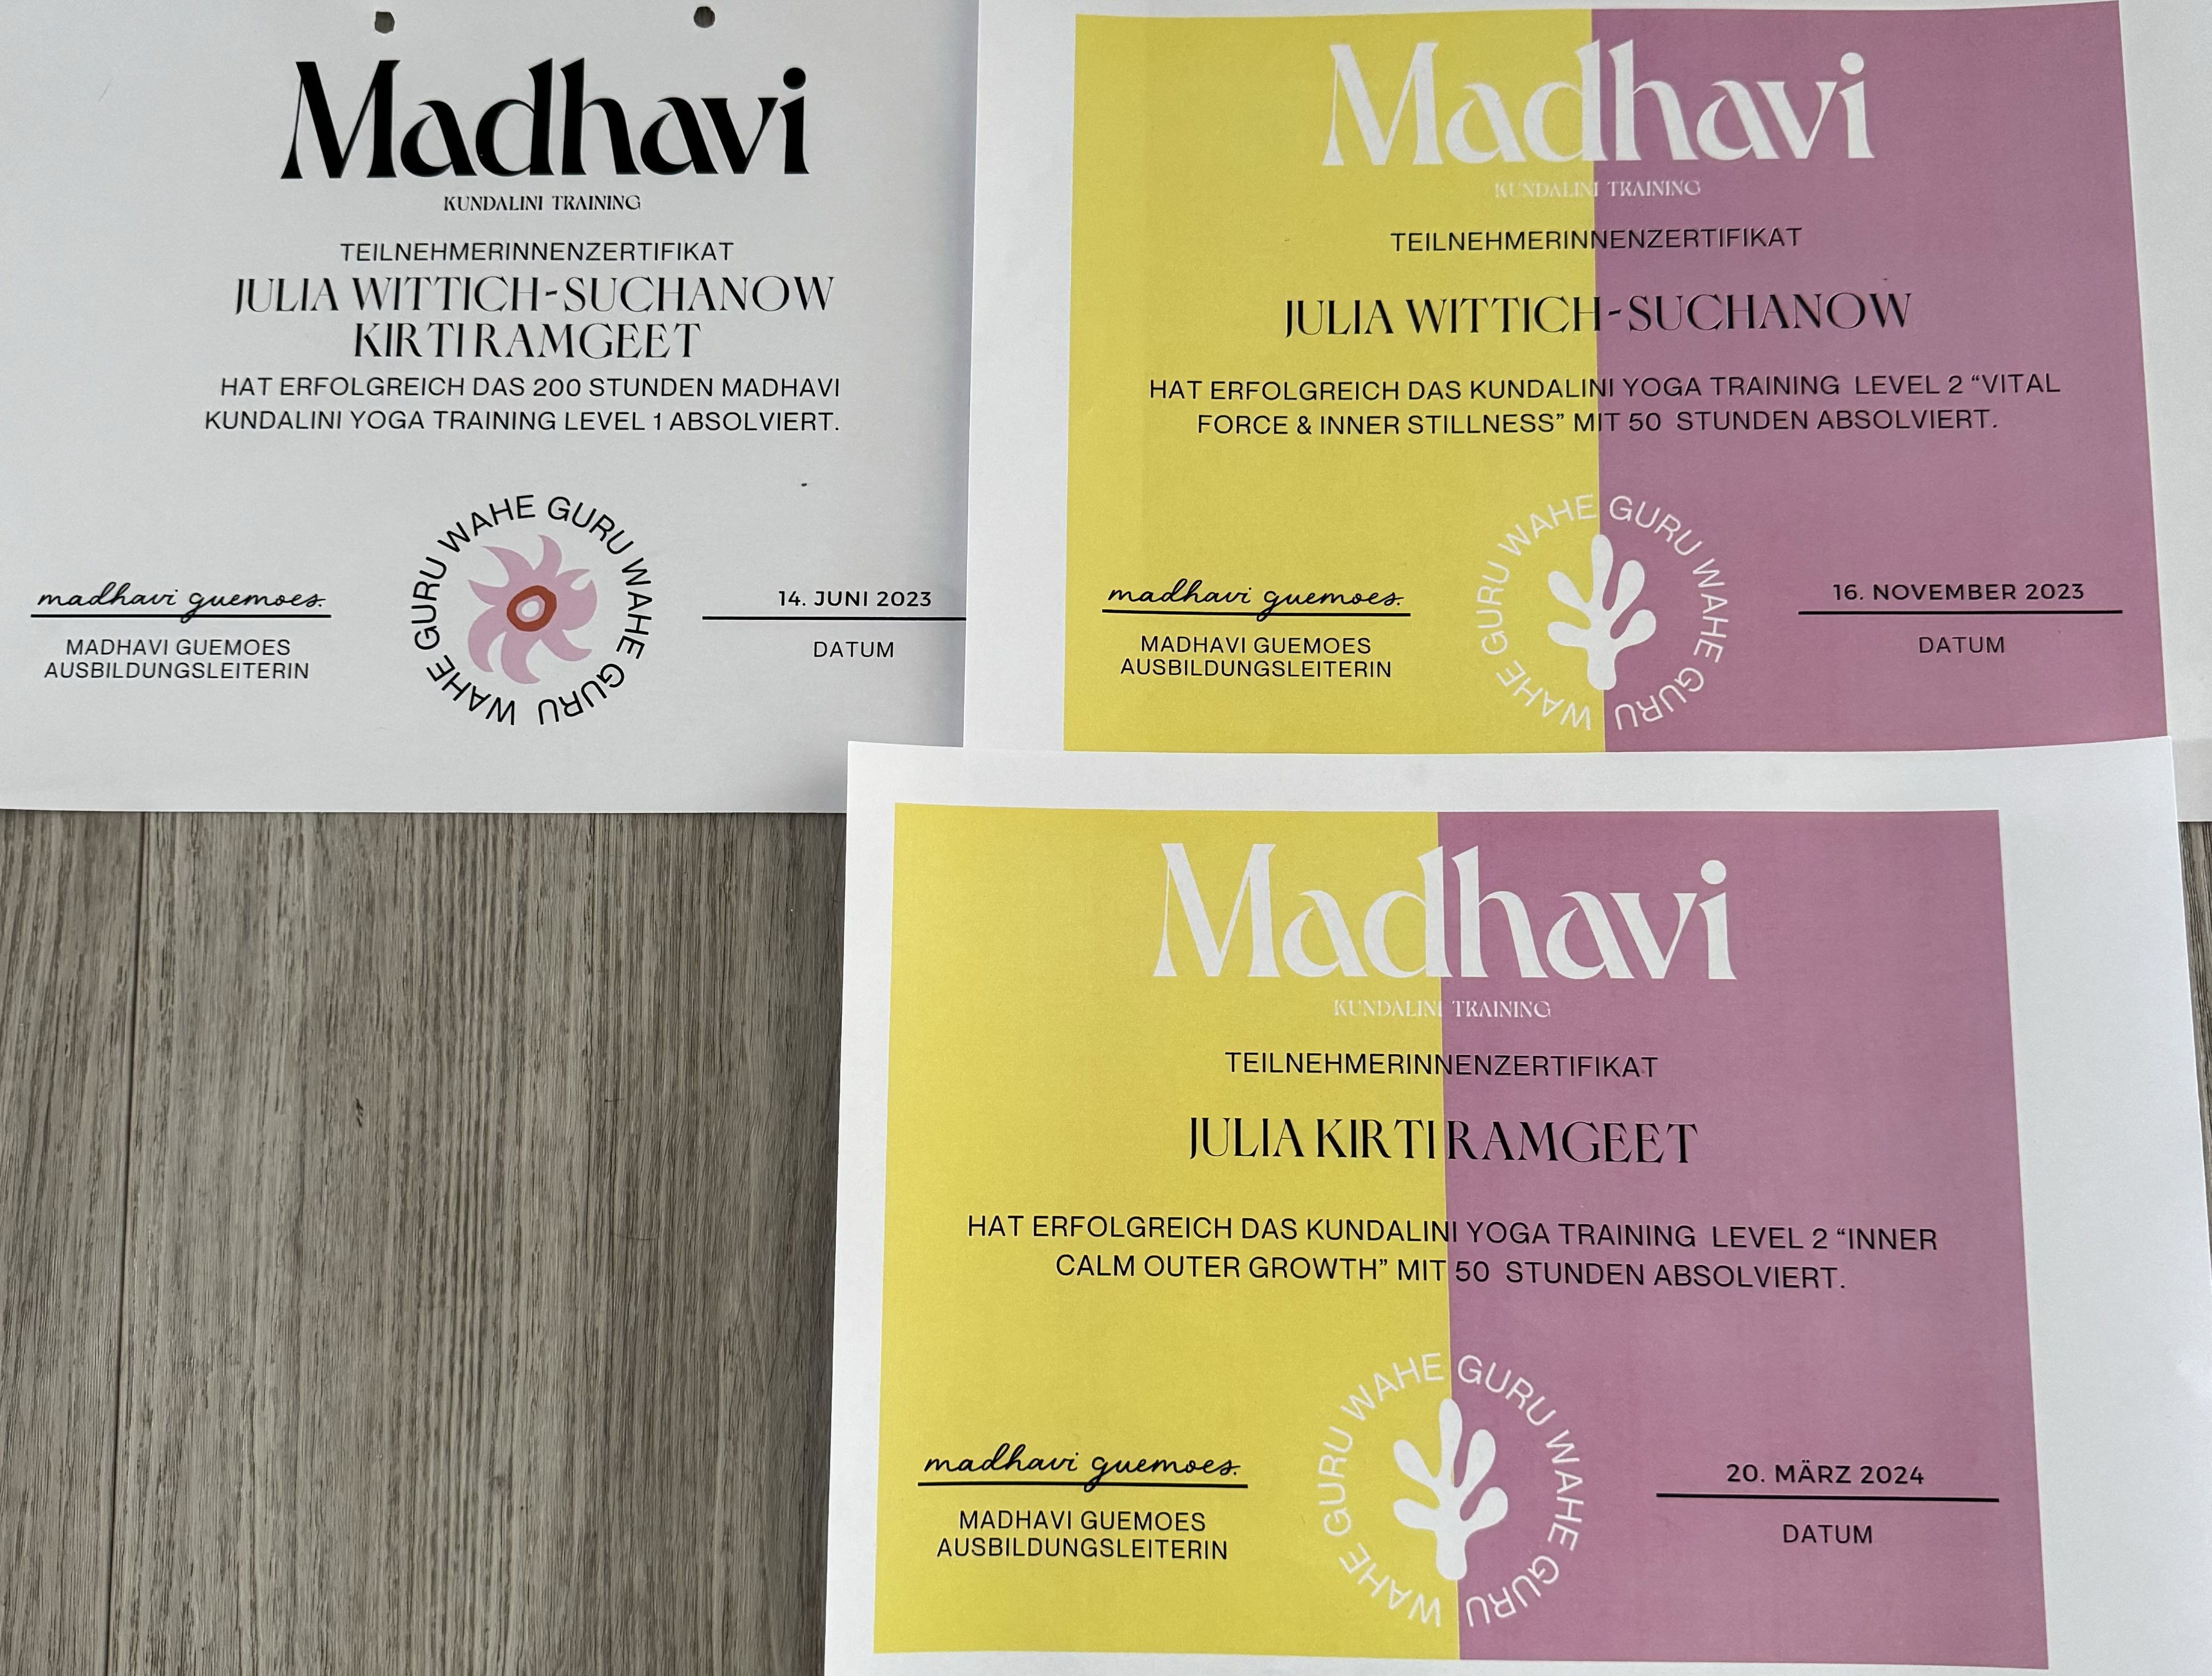 Madhavi
KUNDALINI TRAINING
TEILNEHMERINNENZERTIFIKAT
JULIA WITTICH-SUCHANOW
KIRTI RAMGEET
HAT ERFOLGREICH DAS 200 STUNDEN MADHAVI
KUNDALINI YOGA TRAINING LEVEL 1 ABSOLVIERT.
WAHE GURU WAHE GURU WAHE GURU
madhavi guemoes.
MADHAVI GUEMOES
AUSBILDUNGSLEITERIN
14. JUNI 2023
DATUM
Madhavi
KUNDALINI TRAINING
TEILNEHMERINNENZERTIFIKAT
JULIA WITTICH-SUCHANOW
HAT ERFOLGREICH DAS KUNDALINI YOGA TRAINING LEVEL 2 “VITAL
FORCE & INNER STILLNESS” MIT 50 STUNDEN ABSOLVIERT.
WAHE GURU WAHE GURU WAHE GURU
madhavi guemoes.
MADHAVI GUEMOES
AUSBILDUNGSLEITERIN
16. NOVEMBER 2023
DATUM
Madhavi
KUNDALINI TRAINING
TEILNEHMERINNENZERTIFIKAT
JULIA KIRTI RAMGEET
HAT ERFOLGREICH DAS KUNDALINI YOGA TRAINING LEVEL 2 “INNER
CALM OUTER GROWTH” MIT 50 STUNDEN ABSOLVIERT.
WAHE GURU WAHE GURU WAHE GURU
madhavi guemoes.
MADHAVI GUEMOES
AUSBILDUNGSLEITERIN
20. MÄRZ 2024
DATUM